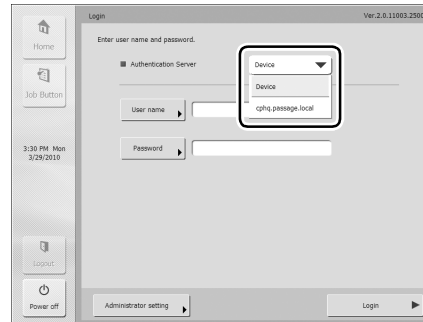 Login
Ver.2.0.11003.2500
Home
Enter user name and password.
Authentication Server
Device
Device
cphq.passage.local
Job Button
User name
Password
3:30 PM Mon
3/29/2010
Logout
Power off
Administrator setting
Login